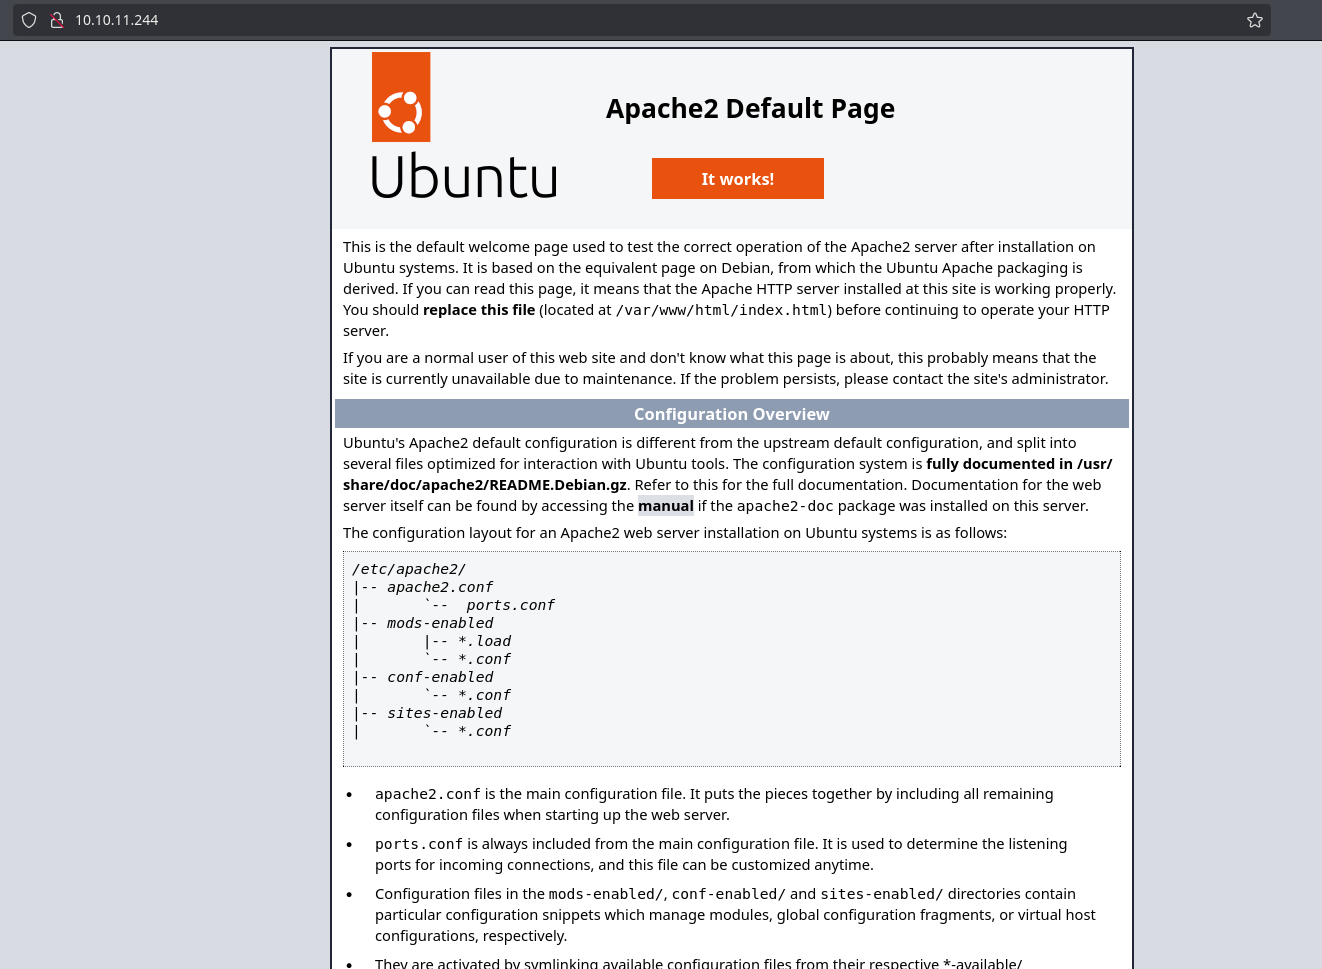 10.10.11.244
Apache2 Default Page
Ubuntu
It works!
This is the default welcome page used to test the correct operation of the Apache2 server after installation on
Ubuntu systems. It is based on the equivalent page on Debian, from which the Ubuntu Apache packaging is
derived. If you can read this page, it means that the Apache HTTP server installed at this site is working properly.
You should replace this file (located at /var/www/html/index.html) before continuing to operate your HTTP
server.
If you are a normal user of this web site and don't know what this page is about, this probably means that the
site is currently unavailable due to maintenance. If the problem persists, please contact the site's administrator.
Configuration Overview
Ubuntu's Apache2 default configuration is different from the upstream default configuration, and split into
several files optimized for interaction with Ubuntu tools. The configuration system is fully documented in /usr/
share/doc/apache2/README.Debian.gz. Refer to this for the full documentation. Documentation for the web
server itself can be found by accessing the manual if the apache2-doc package was installed on this server.
The configuration layout for an Apache2 web server installation on Ubuntu systems is as follows:
/etc/apache2/
|-- apache2.conf
|       `--  ports.conf
|-- mods-enabled
|       |-- *.load
|       `-- *.conf
|-- conf-enabled
|       `-- *.conf
|-- sites-enabled
|       `-- *.conf
• apache2.conf is the main configuration file. It puts the pieces together by including all remaining
configuration files when starting up the web server.
• ports.conf is always included from the main configuration file. It is used to determine the listening
ports for incoming connections, and this file can be customized anytime.
• Configuration files in the mods-enabled/, conf-enabled/ and sites-enabled/ directories contain
particular configuration snippets which manage modules, global configuration fragments, or virtual host
configurations, respectively.
• They are activated by symlinking available configuration files from their respective *-available/